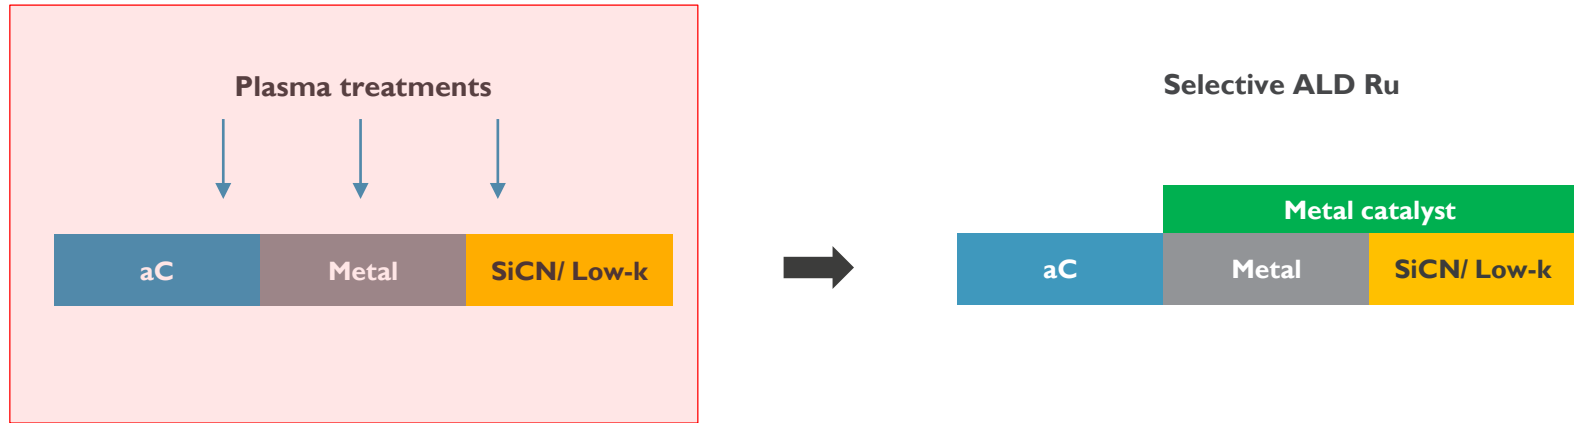 Plasma treatments
aC
Metal
SiCN/ Low-k
Selective ALD Ru
Metal catalyst
aC
Metal
SiCN/ Low-k